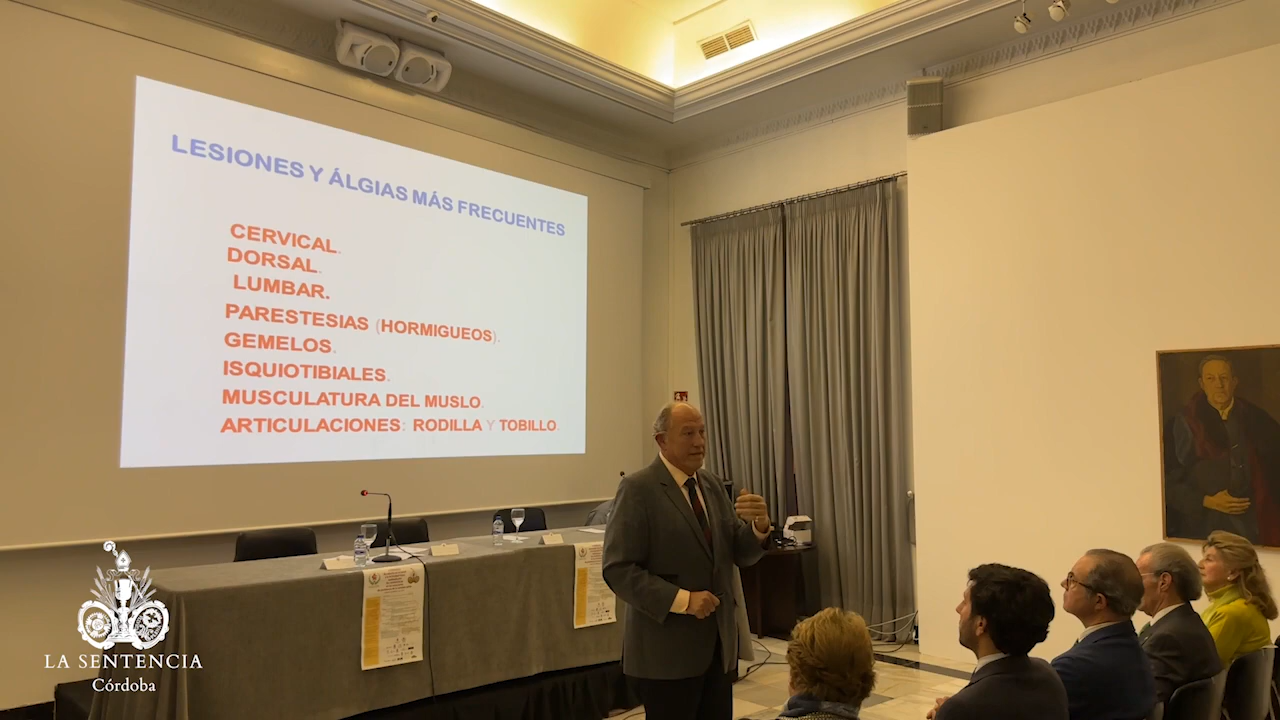 LESIONES Y ÁLGIAS MÁS FRECUENTES
CERVICAL.
DORSAL.
LUMBAR.
PARESTESIAS (HORMIGUEOS).
GEMELOS.
ISQUIOTIBIALES.
MUSCULATURA DEL MUSLO.
ARTICULACIONES: RODILLA Y TOBILLO.
LA SENTENCIA
Córdoba